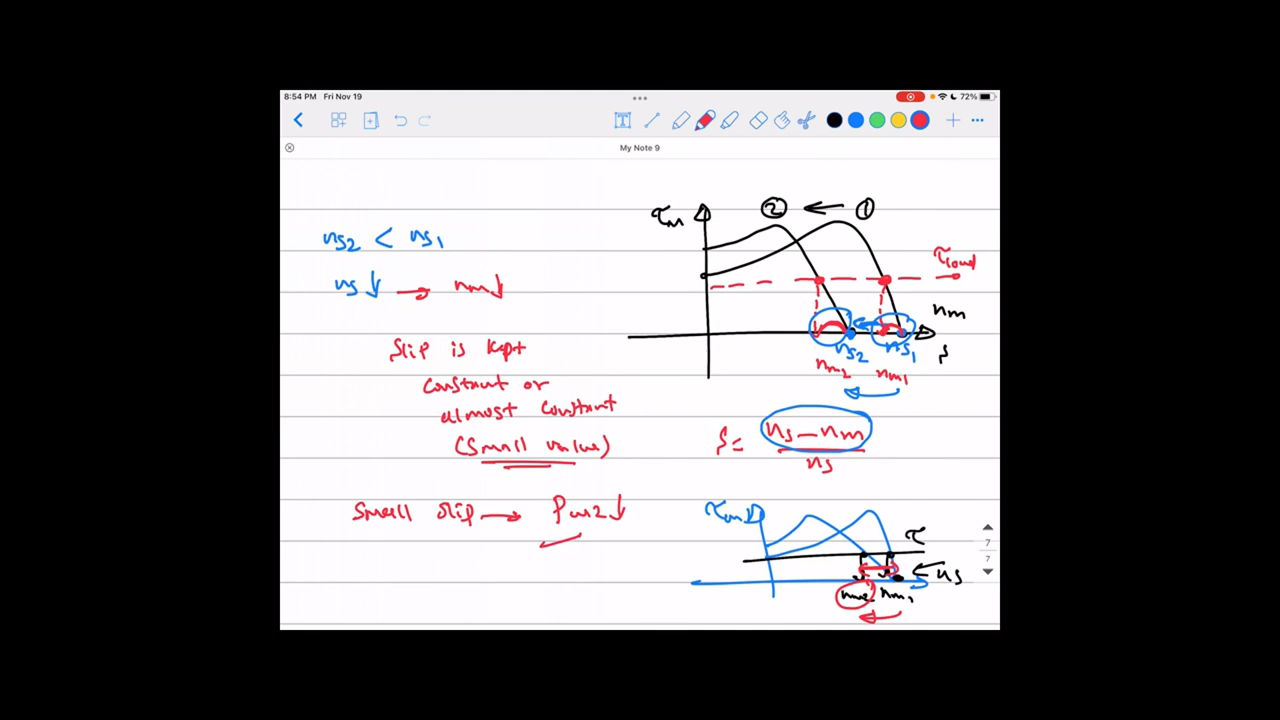 8:54 PM Fri Nov 19
72%
My Note 9
τm ② ← ①
ns2 < ns1
τLoad
ns↓ → nm↓
nm
s
ns2 ns1
nm2 nm1
Slip is kept
constant or
almost constant
(small value)
s = ns - nm
ns
small slip → Pcu2↓
τm
τ
ns
nm2 nm1
7
7